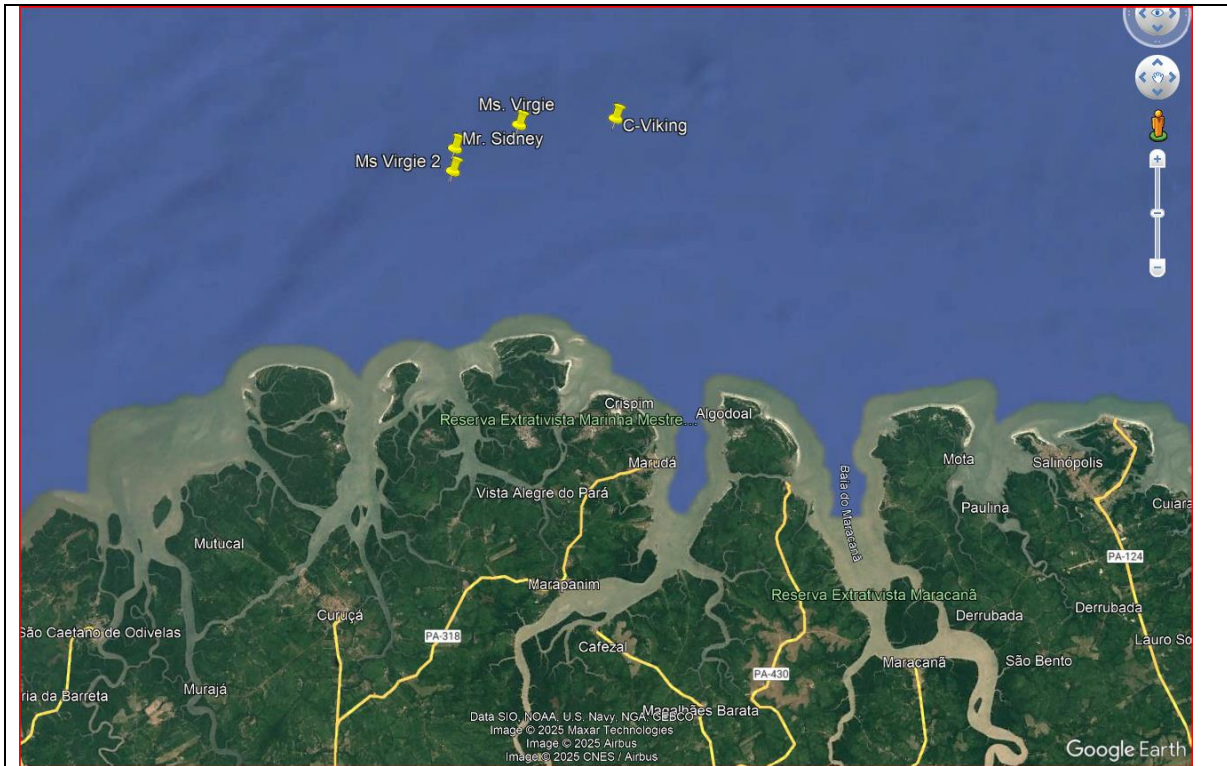 Ms. Virgie
C-Viking
Mr. Sidney
Ms Virgie 2
Crispim
Algodoal
Reserva Extrativista Marinha Mestre...
Marudá
Mota
Salinópolis
Vista Alegre do Pará
Baía do Maracanã
Paulina
Cuiara
Mutucal
PA-124
Marapanim
Reserva Extrativista Maracanã
Curuçá
Derrubada
Derrubada
São Caetano de Odivelas
PA-318
Lauro So
Cafezal
Maracanã
São Bento
PA-430
Murajá
ria da Barreta
Magalhães Barata
Data SIO, NOAA, U.S. Navy, NGA, GEBCO
Image © 2025 Maxar Technologies
Image © 2025 Airbus
Image © 2025 CNES / Airbus
Google Earth